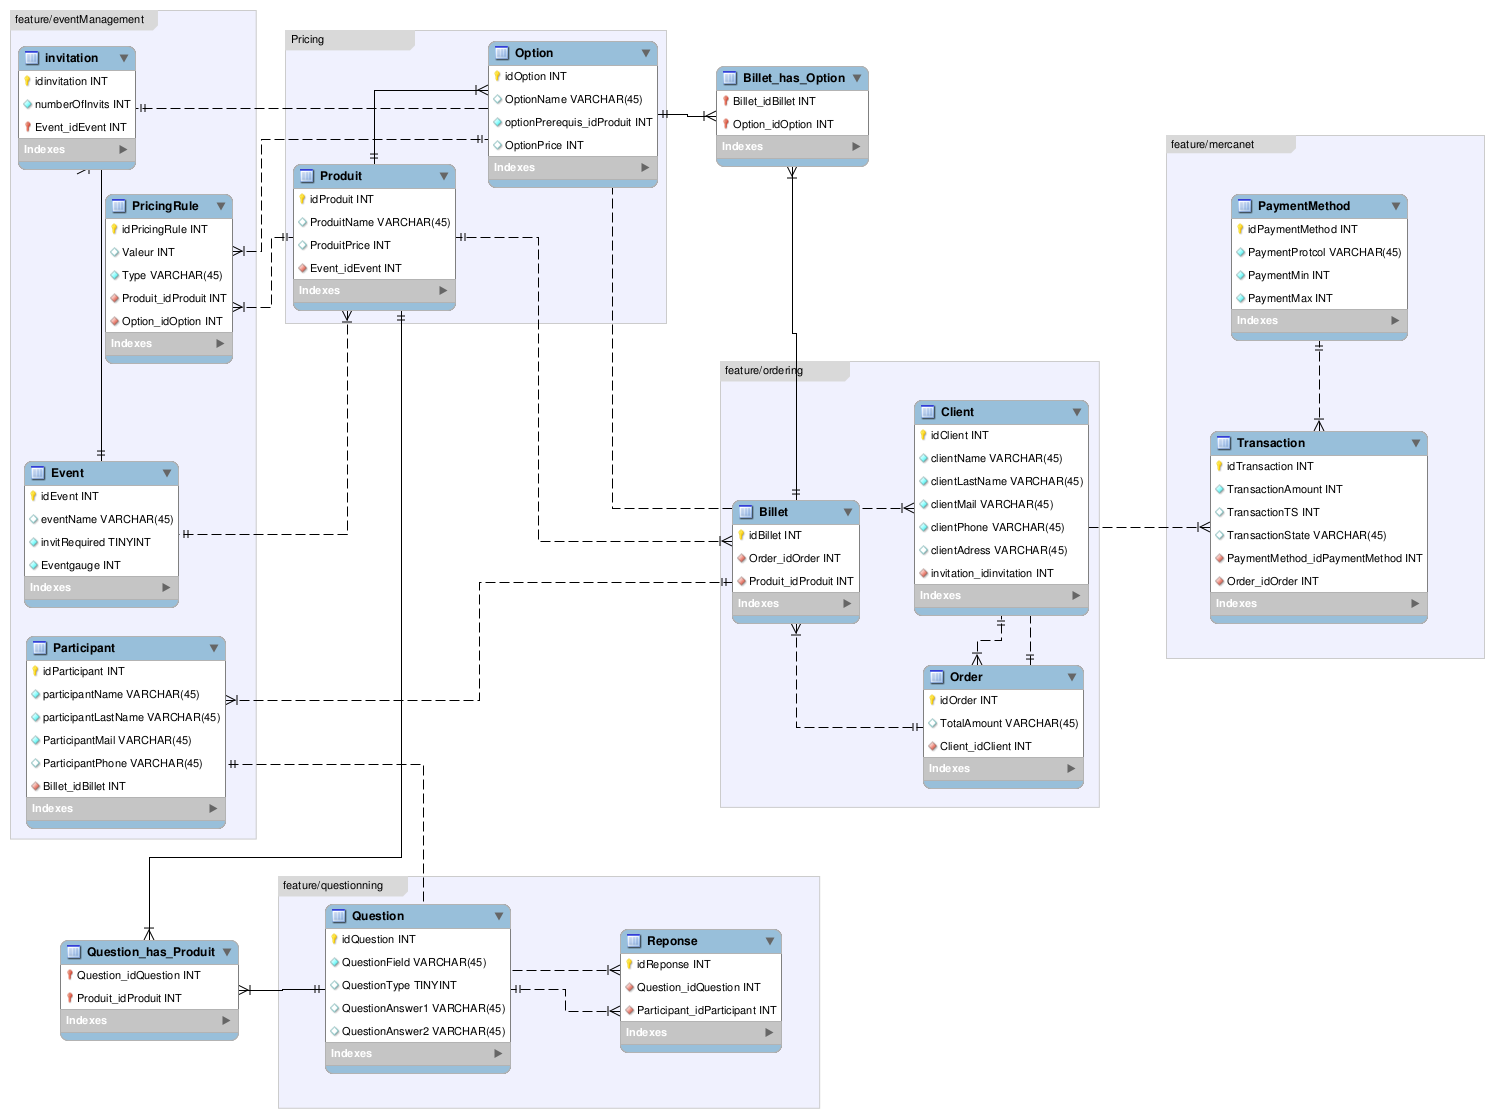 feature/eventManagement
invitation
idinvitation INT
numberOfInvits INT
Event_idEvent INT
Indexes
PricingRule
idPricingRule INT
Valeur INT
Type VARCHAR(45)
Produit_idProduit INT
Option_idOption INT
Indexes
Event
idEvent INT
eventName VARCHAR(45)
invitRequired TINYINT
Eventgauge INT
Indexes
Participant
idParticipant INT
participantName VARCHAR(45)
participantLastName VARCHAR(45)
ParticipantMail VARCHAR(45)
ParticipantPhone VARCHAR(45)
Billet_idBillet INT
Indexes
Pricing
Option
idOption INT
OptionName VARCHAR(45)
optionPrerequis_idProduit INT
OptionPrice INT
Indexes
Produit
idProduit INT
ProduitName VARCHAR(45)
ProduitPrice INT
Event_idEvent INT
Indexes
Billet_has_Option
Billet_idBillet INT
Option_idOption INT
Indexes
feature/ordering
Client
idClient INT
clientName VARCHAR(45)
clientLastName VARCHAR(45)
clientMail VARCHAR(45)
clientPhone VARCHAR(45)
clientAdress VARCHAR(45)
invitation_idinvitation INT
Indexes
Billet
idBillet INT
Order_idOrder INT
Produit_idProduit INT
Indexes
Order
idOrder INT
TotalAmount VARCHAR(45)
Client_idClient INT
Indexes
feature/mercanet
PaymentMethod
idPaymentMethod INT
PaymentProtcol VARCHAR(45)
PaymentMin INT
PaymentMax INT
Indexes
Transaction
idTransaction INT
TransactionAmount INT
TransactionTS INT
TransactionState VARCHAR(45)
PaymentMethod_idPaymentMethod INT
Order_idOrder INT
Indexes
Question_has_Produit
Question_idQuestion INT
Produit_idProduit INT
Indexes
feature/questionning
Question
idQuestion INT
QuestionField VARCHAR(45)
QuestionType TINYINT
QuestionAnswer1 VARCHAR(45)
QuestionAnswer2 VARCHAR(45)
Indexes
Reponse
idReponse INT
Question_idQuestion INT
Participant_idParticipant INT
Indexes